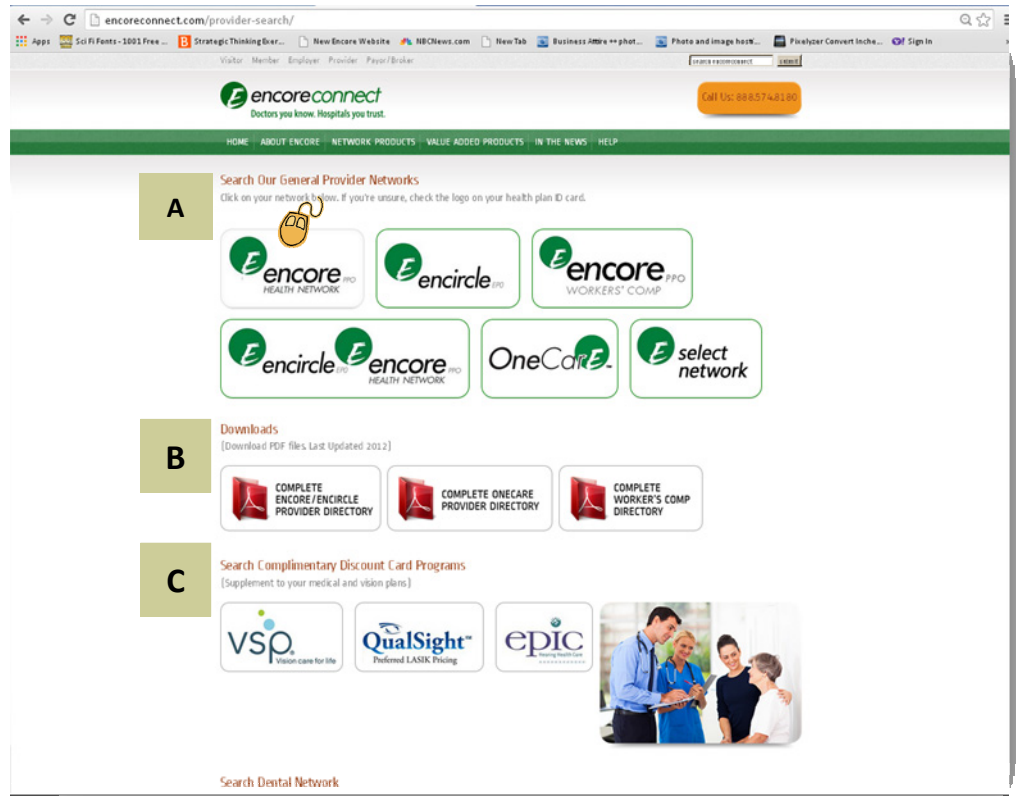 encoreconnect.com/provider-search/
Apps Sci Fi Fonts - 1001 Free ... Strategic Thinking Exer... New Encore Website NBCNews.com New Tab Business Attire ++ phot... Photo and image hosti... Pixelyzer Convert Inche... Sign In
Visitor Member Employer Provider Payor/Broker
encoreconnect
Doctors you know. Hospitals you trust.
Call Us: 888.574.8180
HOME ABOUT ENCORE NETWORK PRODUCTS VALUE ADDED PRODUCTS IN THE NEWS HELP
A
Search Our General Provider Networks
Click on your network below. If you're unsure, check the logo on your health plan ID card.
E encore PPO
HEALTH NETWORK
E encircle EPO
E encore PPO
WORKERS' COMP
E encircle EPO E encore PPO
HEALTH NETWORK
OneCarE
E select
network
B
Downloads
(Download PDF files. Last Updated 2012)
COMPLETE
ENCORE/ENCIRCLE
PROVIDER DIRECTORY
COMPLETE ONECARE
PROVIDER DIRECTORY
COMPLETE
WORKER'S COMP
DIRECTORY
C
Search Complimentary Discount Card Programs
(Supplement to your medical and vision plans)
vsp.
Vision care for life
QualSight
Preferred LASIK Pricing
epic
Hearing Health Care
Search Dental Network